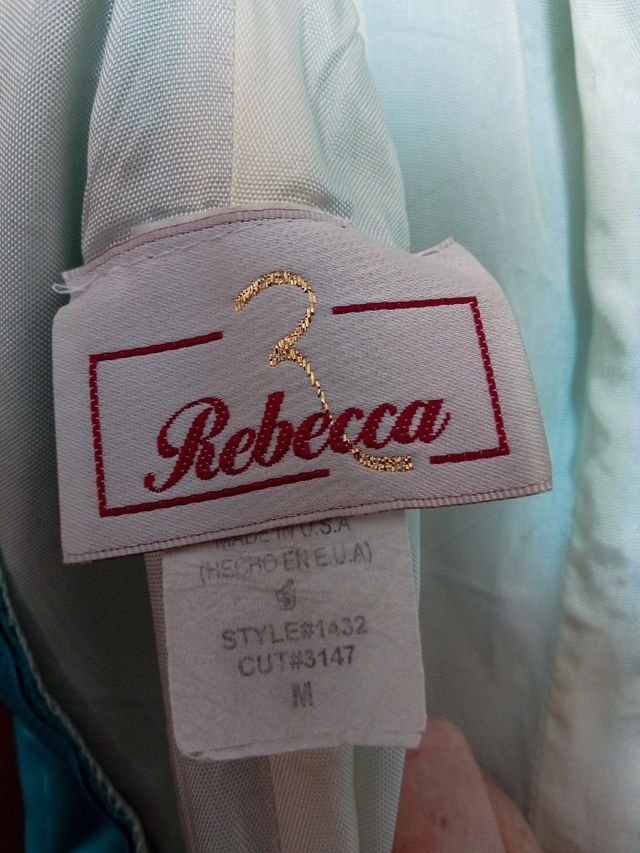 R
Rebecca
MADE IN U.S.A
(HECHO EN E.U.A)
STYLE#1432
CUT#3147
M